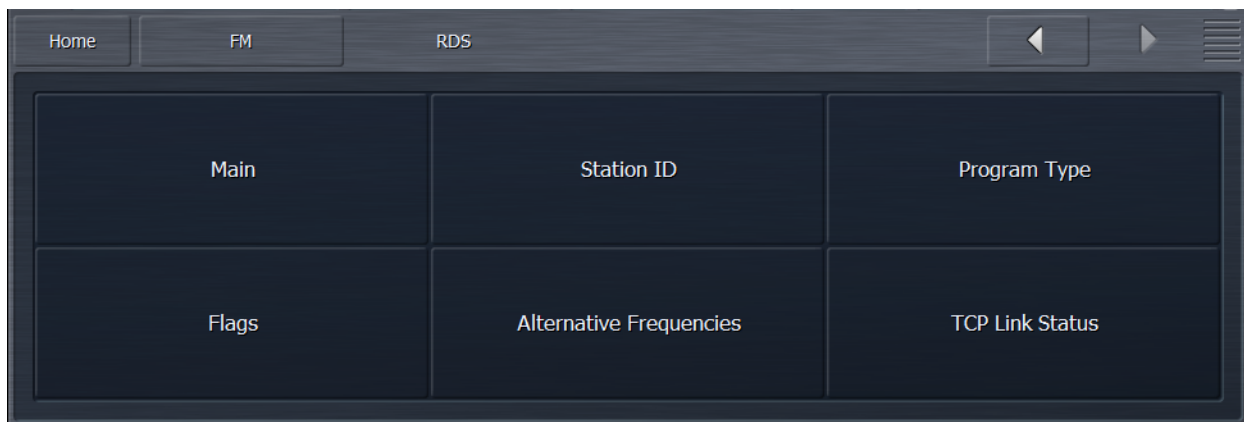 Home FM RDS
Main Station ID Program Type
Flags Alternative Frequencies TCP Link Status